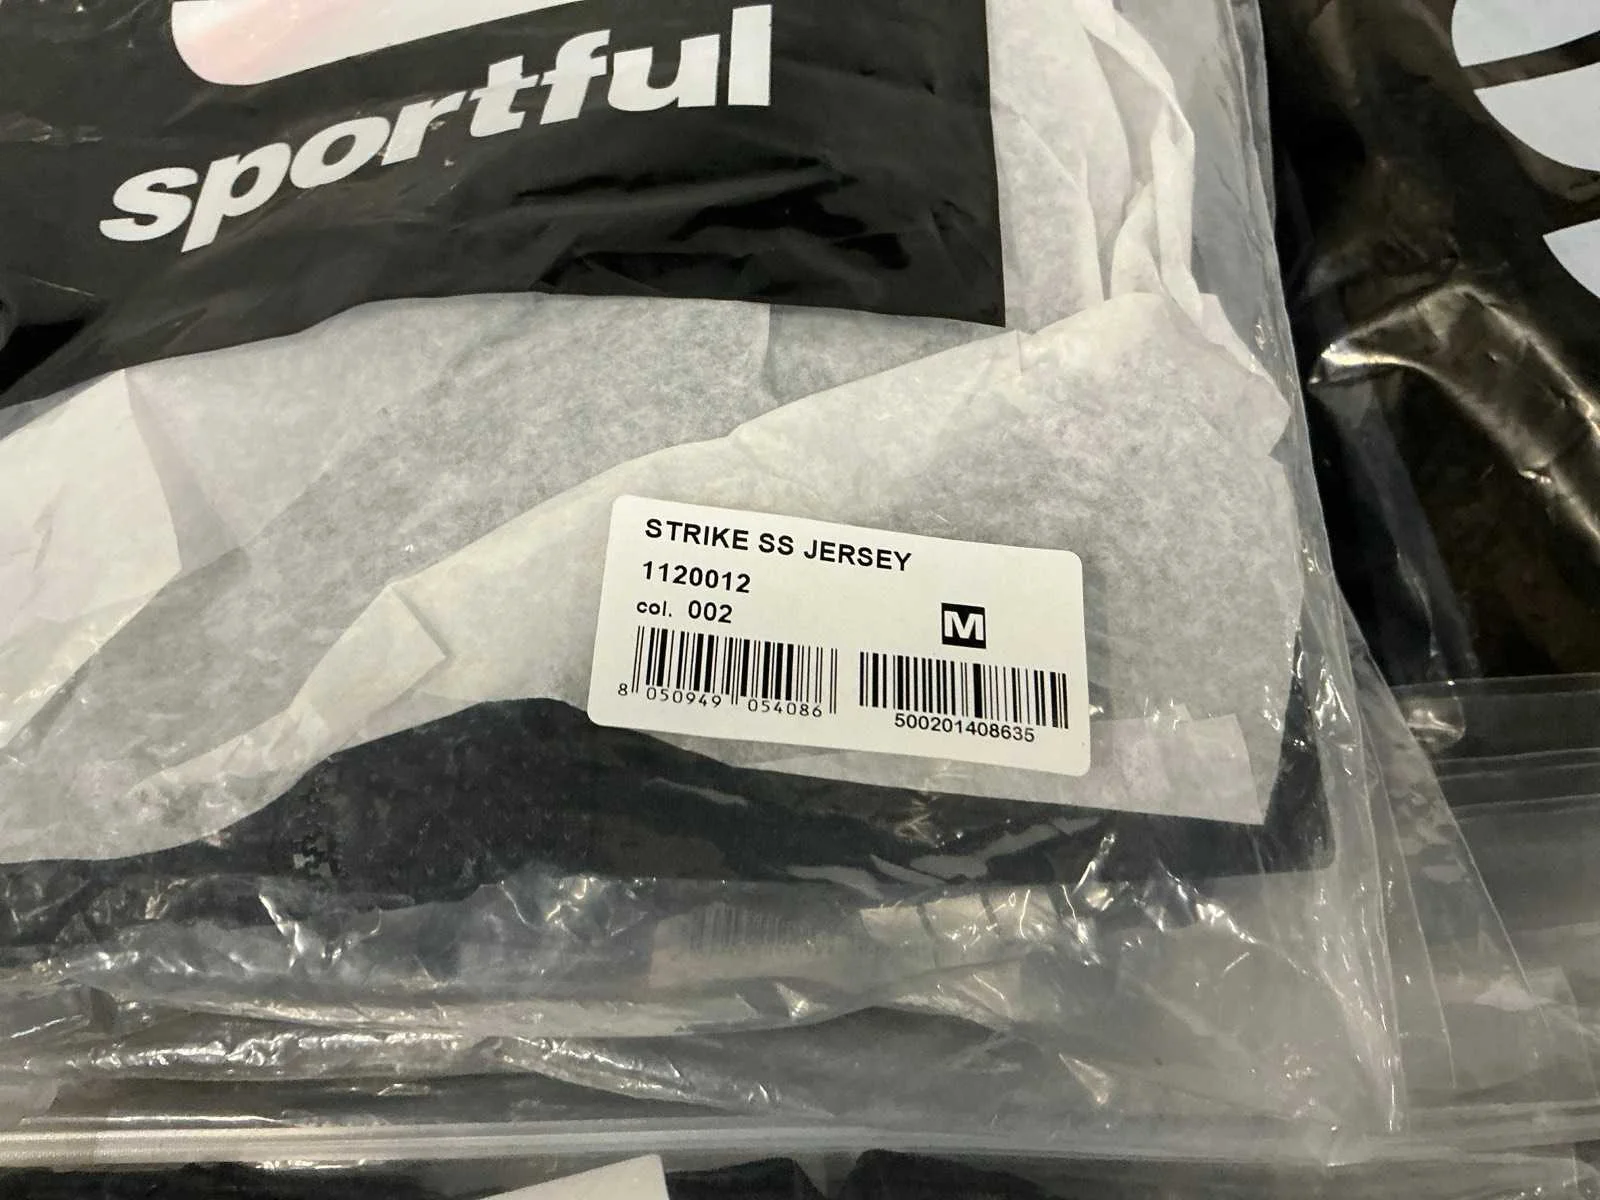 sportful
STRIKE SS JERSEY
1120012
col. 002
M
8 050949 054086
500201408635